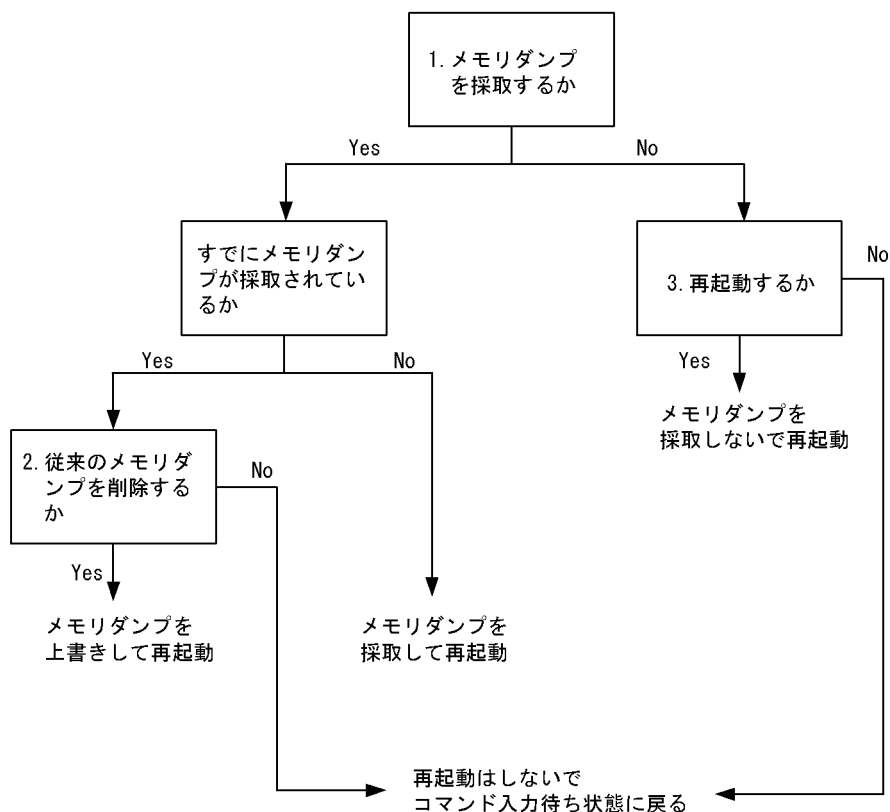 1. メモリダンプ
を採取するか
Yes
No
すでにメモリダン
プが採取されてい
るか
3. 再起動するか
No
Yes
No
Yes
メモリダンプを
採取しないで再起動
2. 従来のメモリダ
ンプを削除する
か
No
Yes
メモリダンプを
上書きして再起動
メモリダンプを
採取して再起動
再起動はしないで
コマンド入力待ち状態に戻る